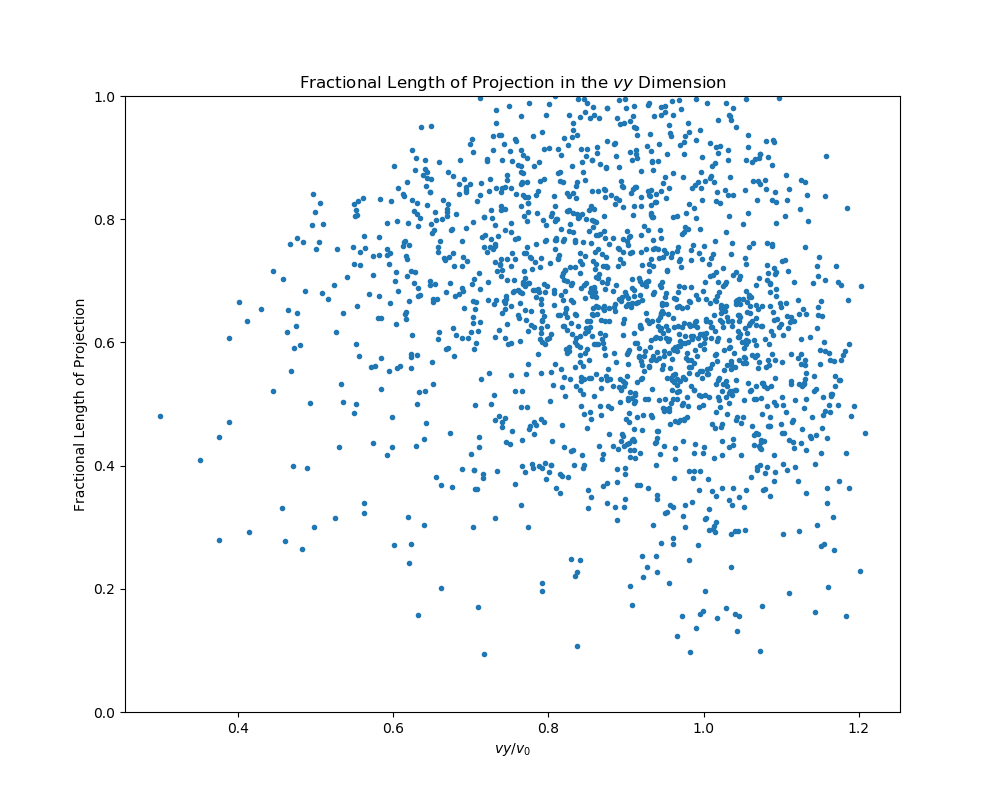 Fractional Length of Projection in the vy Dimension
Fractional Length of Projection
1.0
0.8
0.6
0.4
0.2
0.0
0.4 0.6 0.8 1.0 1.2
vy/v₀